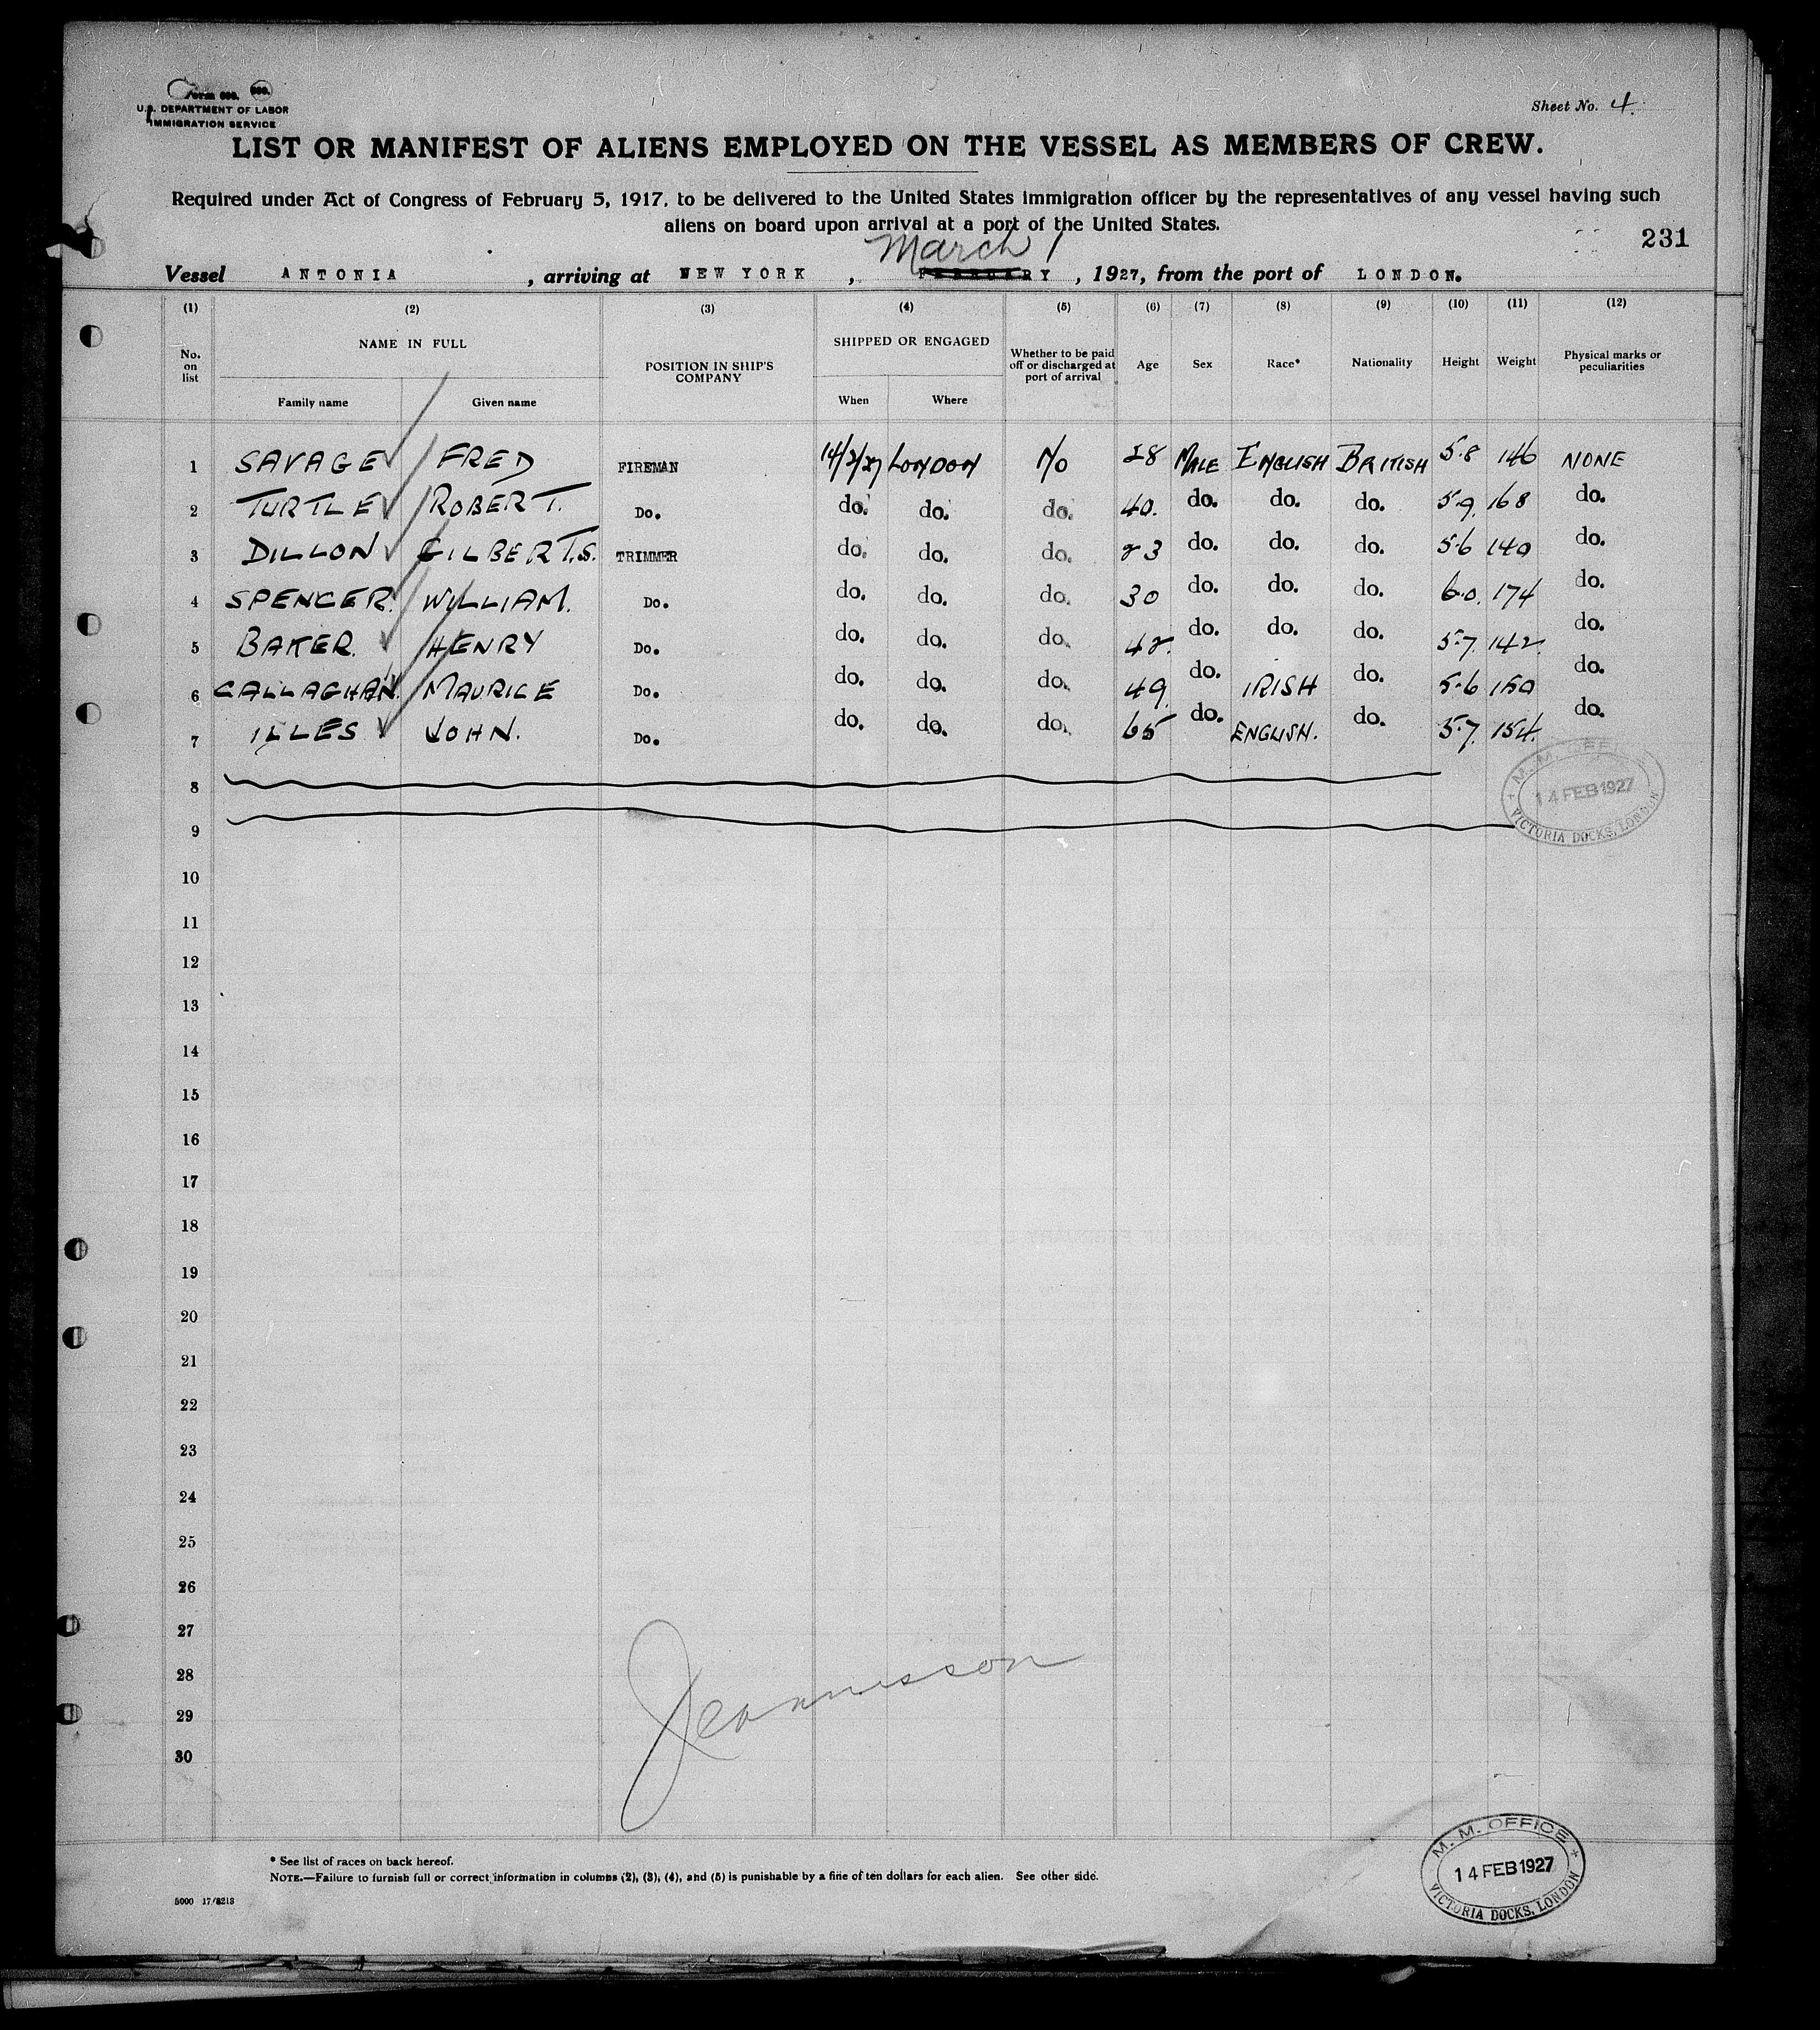 Form 680. 680.
U.S. DEPARTMENT OF LABOR
IMMIGRATION SERVICE
Sheet No. 4.
LIST OR MANIFEST OF ALIENS EMPLOYED ON THE VESSEL AS MEMBERS OF CREW.
Required under Act of Congress of February 5, 1917, to be delivered to the United States immigration officer by the representatives of any vessel having such
aliens on board upon arrival at a port of the United States.
231
March 1
Vessel ANTONIA , arriving at NEW YORK , FEBRUARY , 1927, from the port of LONDON.
(1) (2) (3) (4) (5) (6) (7) (8) (9) (10) (11) (12)
No. on list NAME IN FULL Family name Given name POSITION IN SHIP'S COMPANY SHIPPED OR ENGAGED When Where Whether to be paid off or discharged at port of arrival Age Sex Race* Nationality Height Weight Physical marks or peculiarities
1 SAVAGE FRED FIREMAN 14/2/27 LONDON NO 28 MALE ENGLISH BRITISH 5.8 146 NONE
2 TURTLE ROBERT. Do. do. do. do. 40. do. do. do. 5.9. 168 do.
3 DILLON GILBERT.S. TRIMMER do. do. do. 23 do. do. do. 5.6 140 do.
4 SPENCER. WILLIAM. Do. do. do. do. 30 do. do. do. 6.0. 174 do.
5 BAKER. HENRY Do. do. do. do. 42. do. do. do. 5.7. 142. do.
6 CALLAGHAN. MAURICE Do. do. do. do. 49 do. IRISH do. 5.6 150 do.
7 ILLES JOHN. Do. do. do. do. 65 do. ENGLISH. do. 5.7. 154. do.
8
9
M. M. OFFICE
14 FEB 1927
VICTORIA DOCKS, LONDON
10
11
12
13
14
15
16
17
18
19
20
21
22
23
24
25
26
27
28
29
30
* See list of races on back hereof.
NOTE.—Failure to furnish full or correct information in columns (2), (3), (4), and (5) is punishable by a fine of ten dollars for each alien. See other side.
5000 17/8213
M. M. OFFICE
14 FEB 1927
VICTORIA DOCKS, LONDON